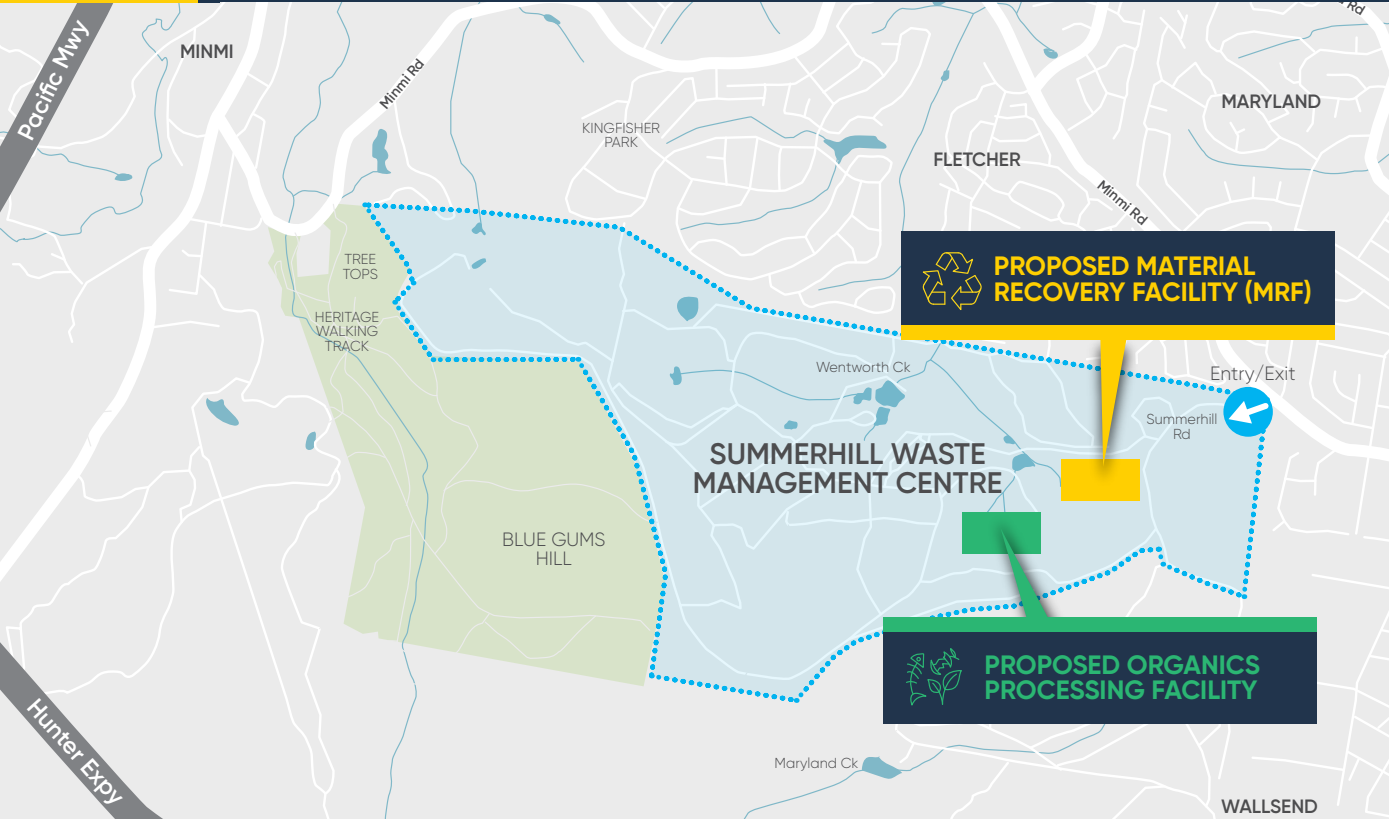 Pacific Mwy
MINMI
Minmi Rd
KINGFISHER
PARK
FLETCHER
MARYLAND
Minmi Rd
TREE
TOPS
HERITAGE
WALKING
TRACK
PROPOSED MATERIAL
RECOVERY FACILITY (MRF)
Wentworth Ck
Entry/Exit
Summerhill
Rd
SUMMERHILL WASTE
MANAGEMENT CENTRE
BLUE GUMS
HILL
PROPOSED ORGANICS
PROCESSING FACILITY
Hunter Expy
Maryland Ck
WALLSEND